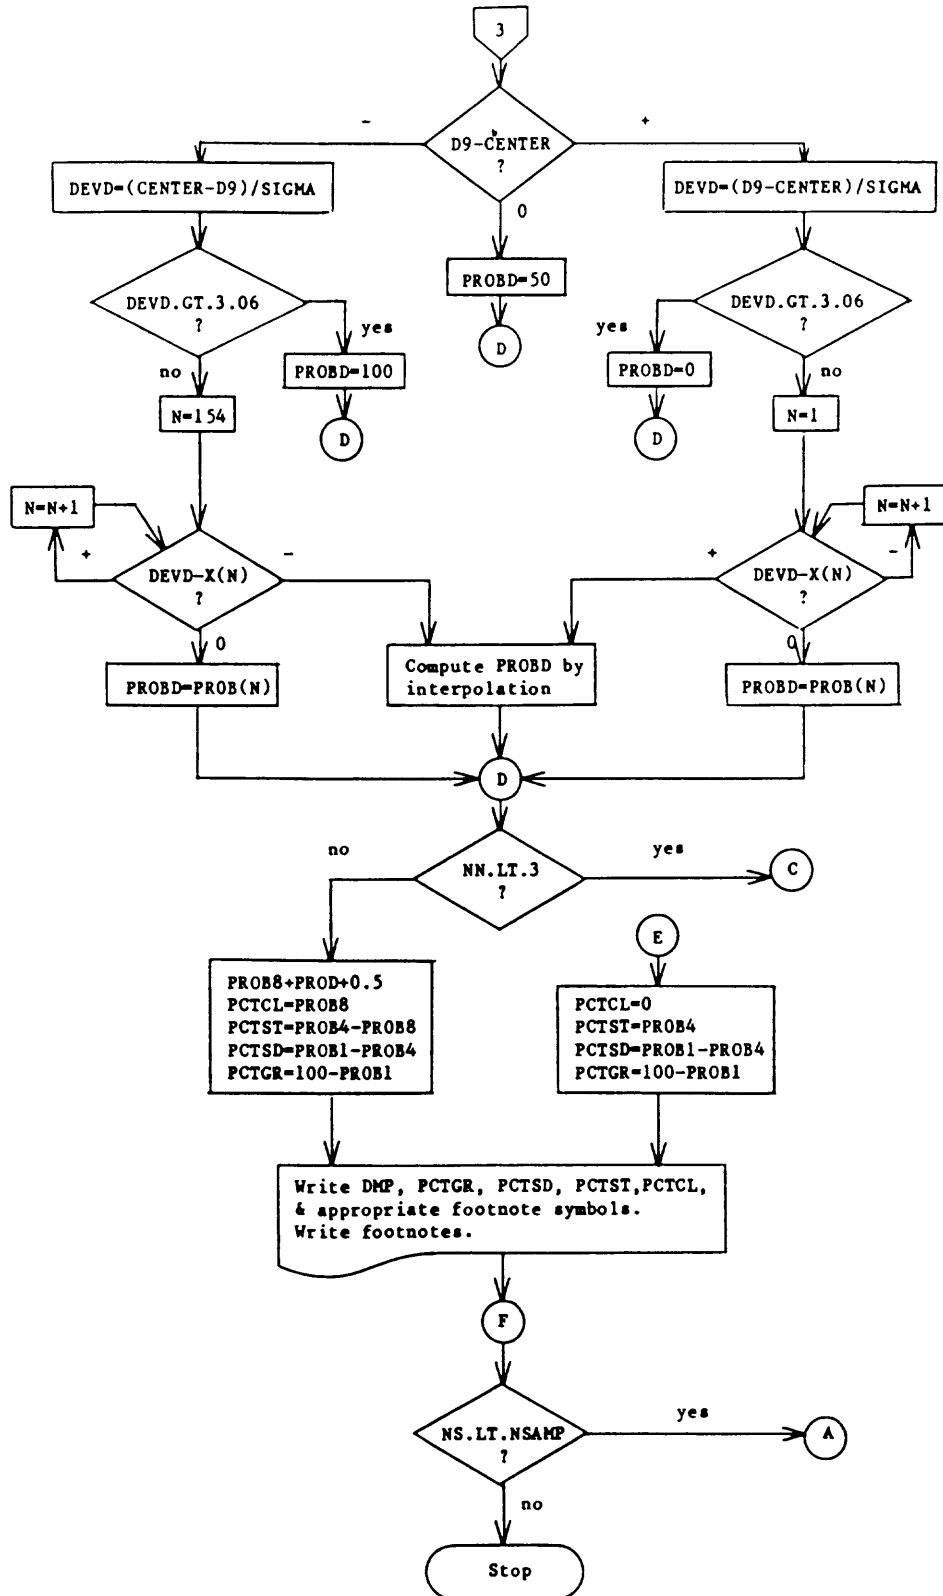 3
-
+
D9-CENTER
?
DEVD=(CENTER-D9)/SIGMA
DEVD=(D9-CENTER)/SIGMA
0
PROBD=50
D
DEVD.GT.3.06
?
yes
no
PROBD=100
D
N=154
DEVD.GT.3.06
?
yes
no
PROBD=0
D
N=1
N=N+1
+
-
DEVD-X(N)
?
0
PROBD=PROB(N)
N=N+1
+
-
DEVD-X(N)
?
0
PROBD=PROB(N)
Compute PROBD by
interpolation
D
no
yes
NN.LT.3
?
C
E
PROB8+PROD+0.5
PCTCL=PROB8
PCTST=PROB4-PROB8
PCTSD=PROB1-PROB4
PCTGR=100-PROB1
PCTCL=0
PCTST=PROB4
PCTSD=PROB1-PROB4
PCTGR=100-PROB1
Write DMP, PCTGR, PCTSD, PCTST,PCTCL,
& appropriate footnote symbols.
Write footnotes.
F
NS.LT.NSAMP
?
yes
A
no
Stop